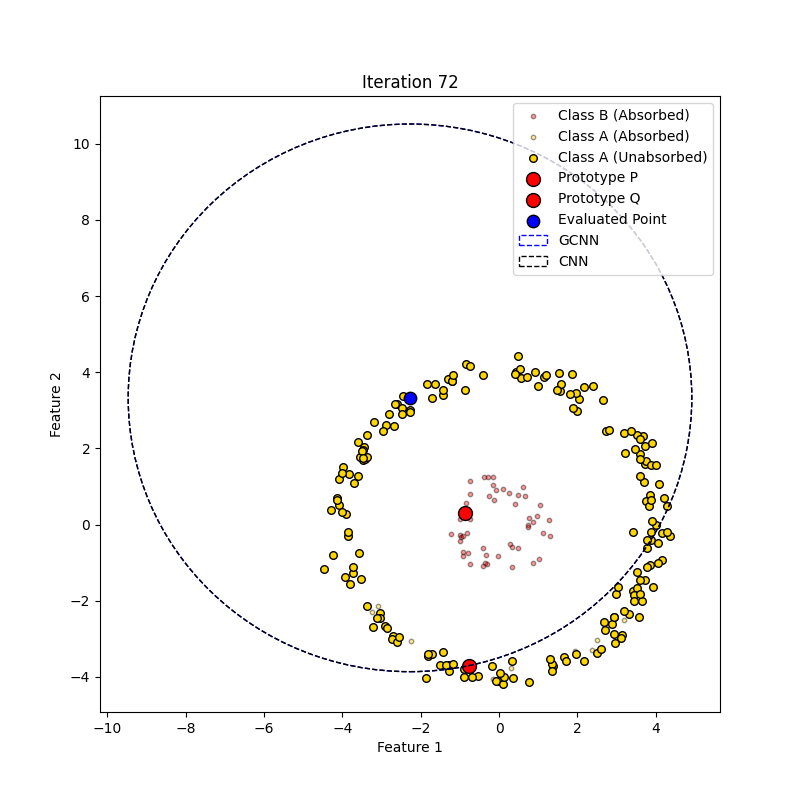 Iteration 72
Class B (Absorbed)
Class A (Absorbed)
Class A (Unabsorbed)
Prototype P
Prototype Q
Evaluated Point
GCNN
CNN
10
8
6
4
2
0
−2
−4
Feature 2
−10 −8 −6 −4 −2 0 2 4
Feature 1